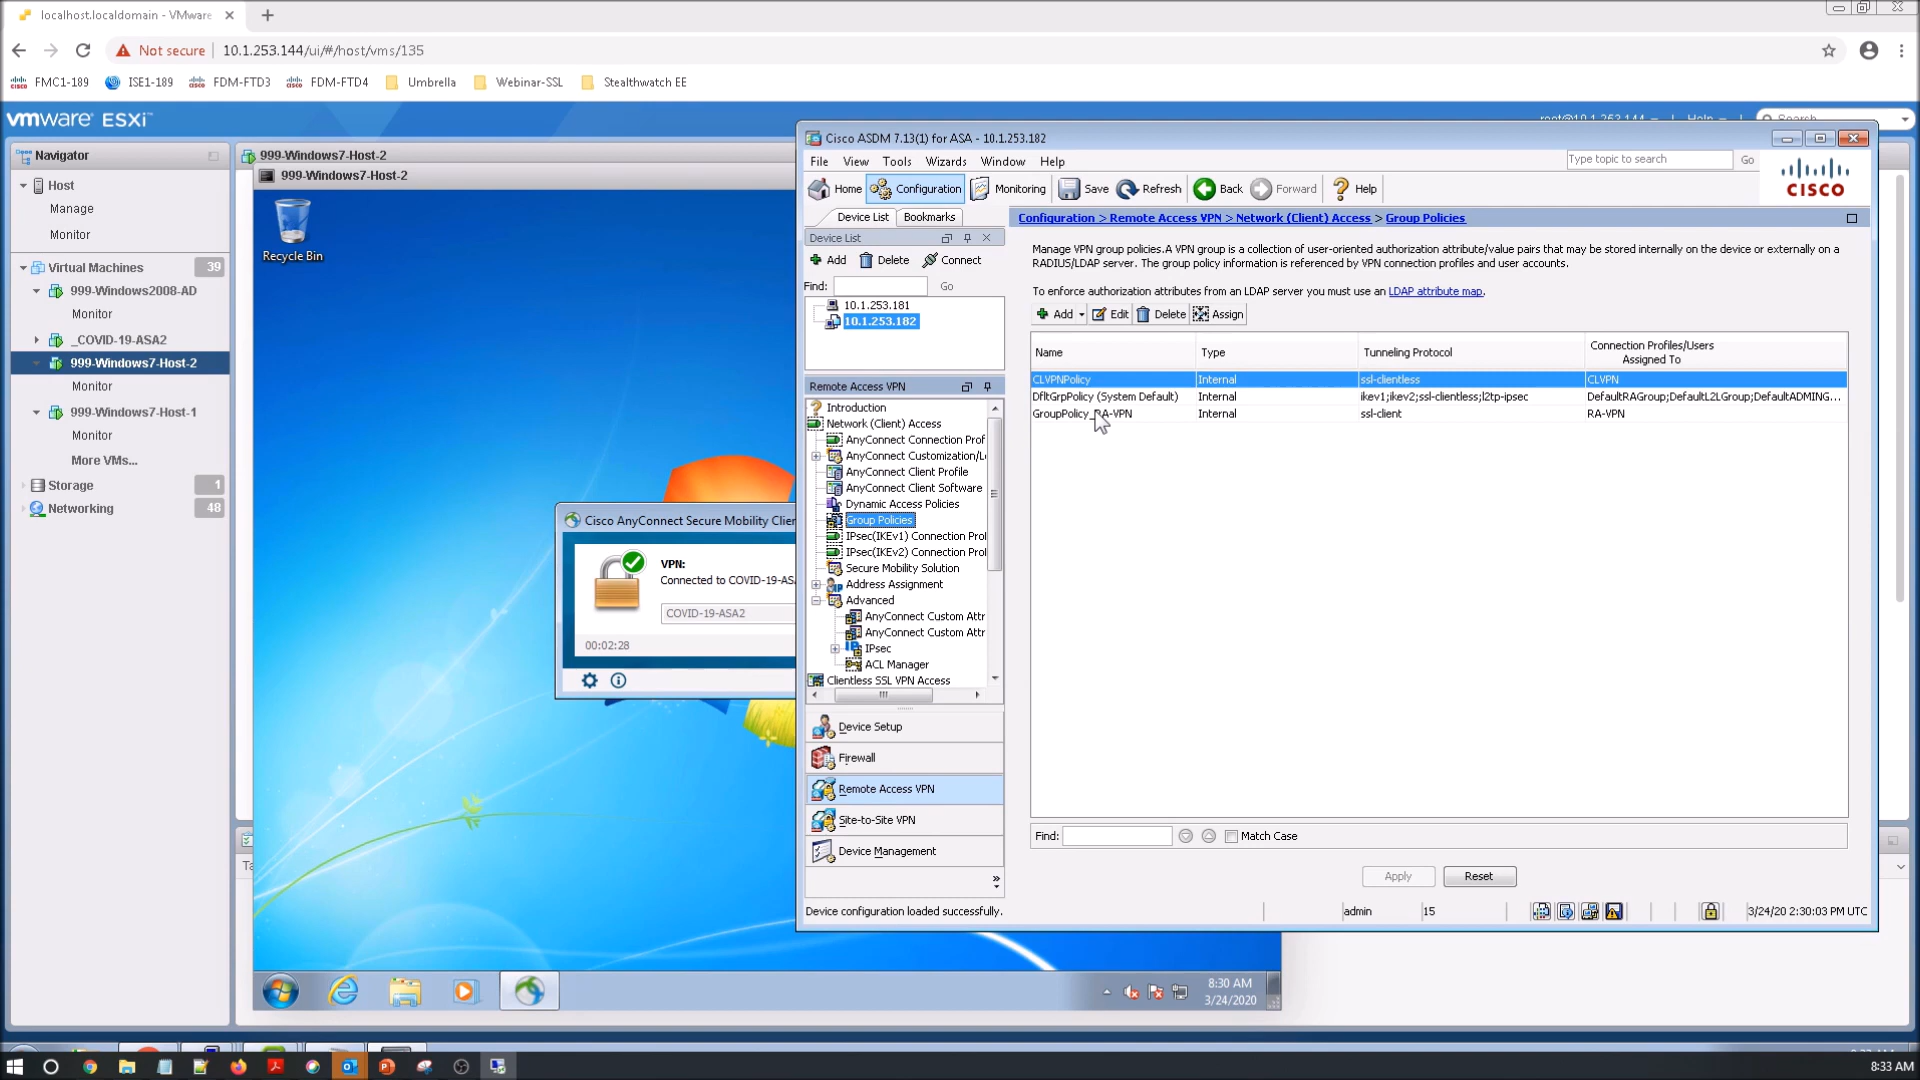 localhost.localdomain - VMware
Not secure | 10.1.253.144/ui/#/host/vms/135
FMC1-189 ISE1-189 FDM-FTD3 FDM-FTD4 Umbrella Webinar-SSL Stealthwatch EE
vmware ESXi™
root@10.1.253.144 Help Search
Navigator
Host
Manage
Monitor
Virtual Machines 39
999-Windows2008-AD
Monitor
_COVID-19-ASA2
999-Windows7-Host-2
Monitor
999-Windows7-Host-1
Monitor
More VMs...
Storage 1
Networking 48
999-Windows7-Host-2
999-Windows7-Host-2
Recycle Bin
Cisco AnyConnect Secure Mobility Clien
VPN:
Connected to COVID-19-ASA
COVID-19-ASA2
00:02:28
8:30 AM
3/24/2020
Cisco ASDM 7.13(1) for ASA - 10.1.253.182
File View Tools Wizards Window Help
Type topic to search Go
CISCO
Home Configuration Monitoring Save Refresh Back Forward Help
Device List Bookmarks
Device List
Add Delete Connect
Find: Go
10.1.253.181
10.1.253.182
Remote Access VPN
Introduction
Network (Client) Access
AnyConnect Connection Prof
AnyConnect Customization/L
AnyConnect Client Profile
AnyConnect Client Software
Dynamic Access Policies
Group Policies
IPsec(IKEv1) Connection Prof
IPsec(IKEv2) Connection Prof
Secure Mobility Solution
Address Assignment
Advanced
AnyConnect Custom Attr
AnyConnect Custom Attr
IPsec
ACL Manager
Clientless SSL VPN Access
Device Setup
Firewall
Remote Access VPN
Site-to-Site VPN
Device Management
Configuration > Remote Access VPN > Network (Client) Access > Group Policies
Manage VPN group policies.A VPN group is a collection of user-oriented authorization attribute/value pairs that may be stored internally on the device or externally on a
RADIUS/LDAP server. The group policy information is referenced by VPN connection profiles and user accounts.
To enforce authorization attributes from an LDAP server you must use an LDAP attribute map.
Add Edit Delete Assign
Name Type Tunneling Protocol Connection Profiles/Users
Assigned To
CLVPNPolicy Internal ssl-clientless CLVPN
DfltGrpPolicy (System Default) Internal ikev1;ikev2;ssl-clientless;l2tp-ipsec DefaultRAGroup;DefaultL2LGroup;DefaultADMING...
GroupPolicy_RA-VPN Internal ssl-client RA-VPN
Find: Match Case
Apply Reset
Device configuration loaded successfully. admin 15 3/24/20 2:30:03 PM UTC
8:33 AM